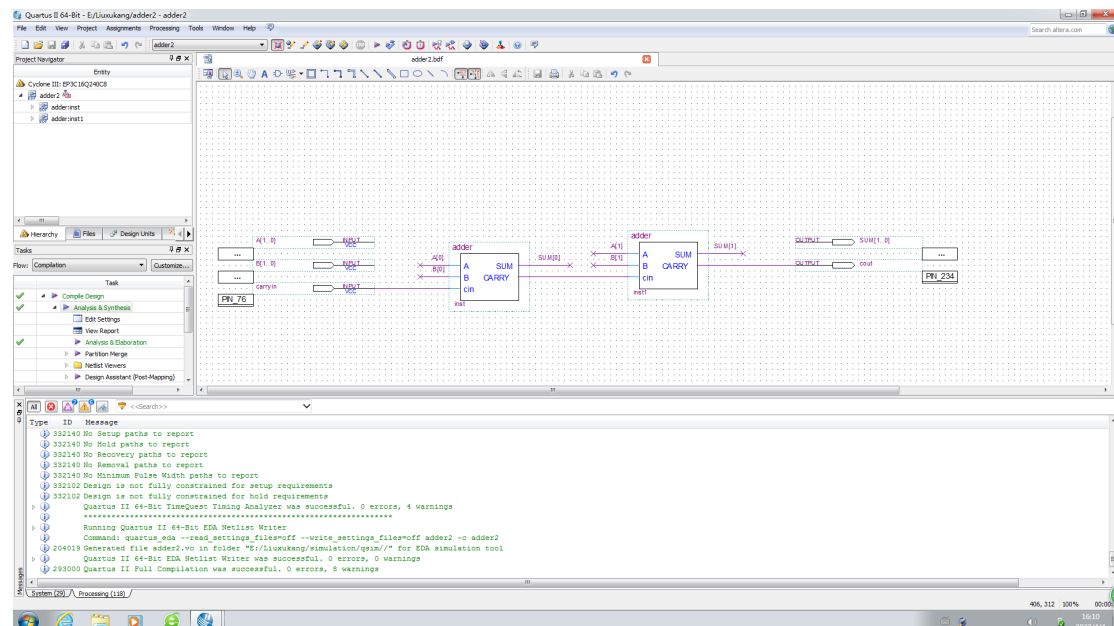 Quartus II 64-Bit - E:/Liuxukang/adder2 - adder2
File Edit View Project Assignments Processing Tools Window Help
Search altera.com
adder2
Project Navigator
adder2.bdf
Entity
Cyclone III: EP3C16Q240C8
adder2
adder:inst
adder:inst1
Hierarchy Files Design Units
Tasks
Flow: Compilation Customize...
Task
Compile Design
Analysis & Synthesis
Edit Settings
View Report
Analysis & Elaboration
Partition Merge
Netlist Viewers
Design Assistant (Post-Mapping)
A[1..0] INPUT VCC
...
B[1..0] INPUT VCC
...
carryin INPUT VCC
PIN_76
adder
A[0] A SUM SUM[0]
B[0] B CARRY
cin
inst
adder
A[1] A SUM SUM[1]
B[1] B CARRY
cin
inst1
OUTPUT SUM[1..0]
...
OUTPUT cout
PIN_234
All <<Search>>
Type ID Message
332140 No Setup paths to report
332140 No Hold paths to report
332140 No Recovery paths to report
332140 No Removal paths to report
332140 No Minimum Pulse Width paths to report
332102 Design is not fully constrained for setup requirements
332102 Design is not fully constrained for hold requirements
Quartus II 64-Bit TimeQuest Timing Analyzer was successful. 0 errors, 4 warnings
*******************************************************************
Running Quartus II 64-Bit EDA Netlist Writer
Command: quartus_eda --read_settings_files=off --write_settings_files=off adder2 -c adder2
204019 Generated file adder2.vo in folder "E:/Liuxukang/simulation/qsim//" for EDA simulation tool
Quartus II 64-Bit EDA Netlist Writer was successful. 0 errors, 0 warnings
293000 Quartus II Full Compilation was successful. 0 errors, 8 warnings
Messages
System (29) Processing (118)
406, 312 100% 00:00
16:10